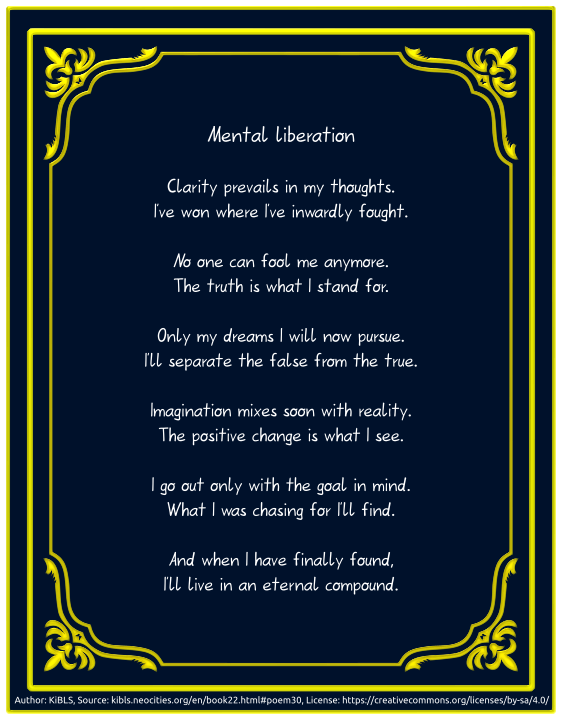 Mental liberation
Clarity prevails in my thoughts.
I've won where I've inwardly fought.
No one can fool me anymore.
The truth is what I stand for.
Only my dreams I will now pursue.
I'll separate the false from the true.
Imagination mixes soon with reality.
The positive change is what I see.
I go out only with the goal in mind.
What I was chasing for I'll find.
And when I have finally found,
I'll live in an eternal compound.
Author: KiBLS, Source: kibls.neocities.org/en/book22.html#poem30, License: https://creativecommons.org/licenses/by-sa/4.0/